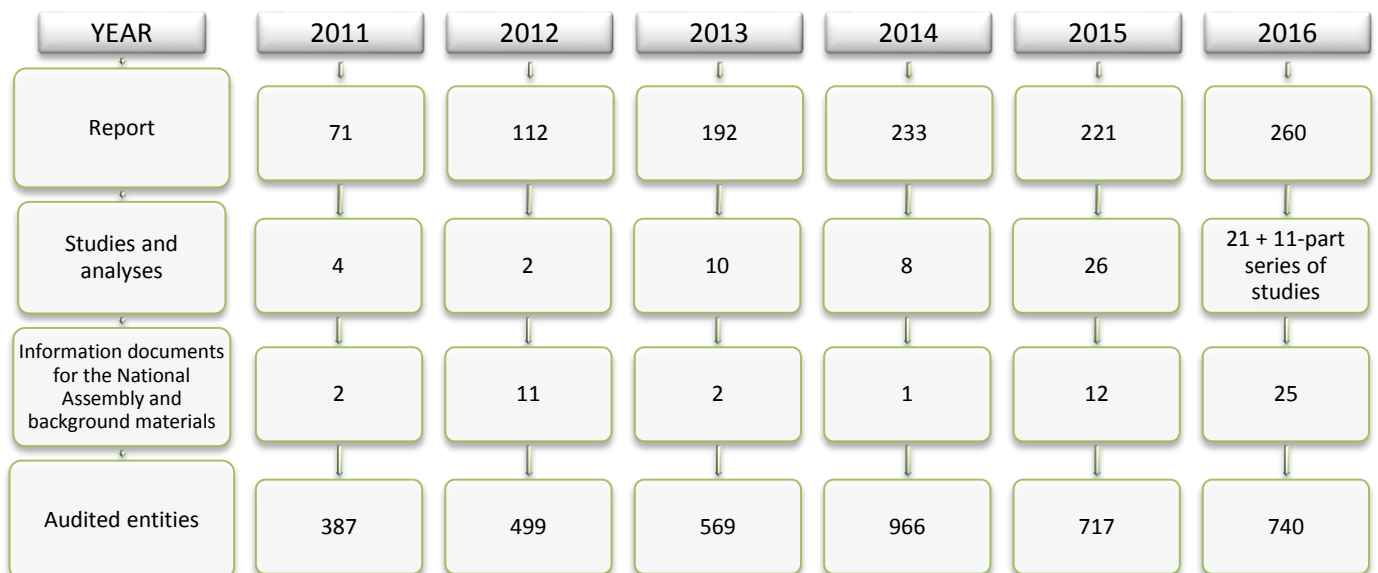 YEAR 2011 2012 2013 2014 2015 2016
Report 71 112 192 233 221 260
Studies and
analyses 4 2 10 8 26 21 + 11-part
series of
studies
Information documents
for the National
Assembly and
background materials 2 11 2 1 12 25
Audited entities 387 499 569 966 717 740